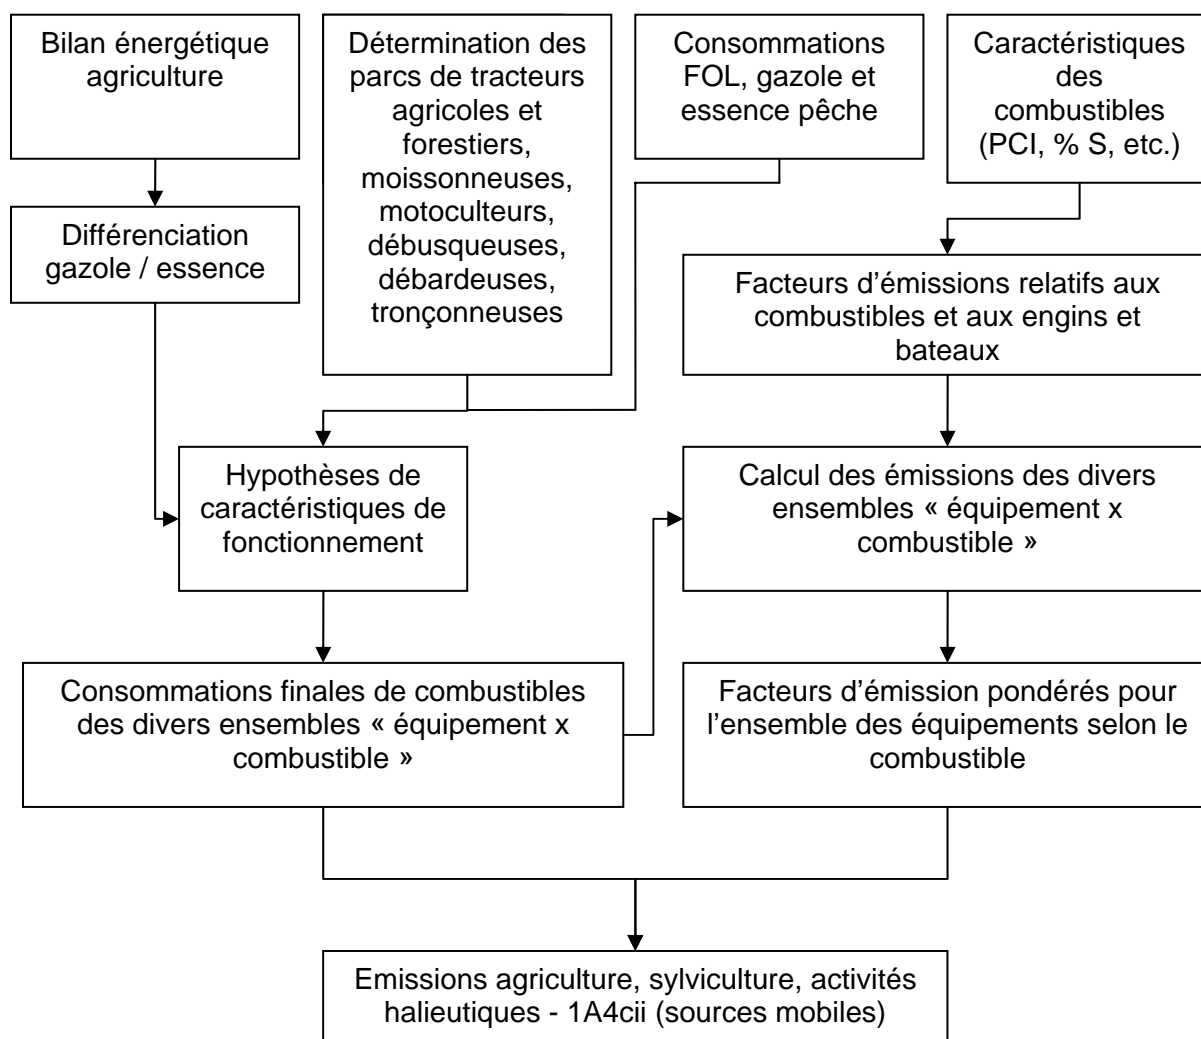 Bilan énergétique
agriculture
Détermination des
parcs de tracteurs
agricoles et
forestiers,
moissonneuses,
motoculteurs,
débusqueuses,
débardeuses,
tronçonneuses
Consommations
FOL, gazole et
essence pêche
Caractéristiques
des
combustibles
(PCI, % S, etc.)
Différenciation
gazole / essence
Facteurs d’émissions relatifs aux
combustibles et aux engins et
bateaux
Hypothèses de
caractéristiques de
fonctionnement
Calcul des émissions des divers
ensembles « équipement x
combustible »
Consommations finales de combustibles
des divers ensembles « équipement x
combustible »
Facteurs d’émission pondérés pour
l’ensemble des équipements selon le
combustible
Emissions agriculture, sylviculture, activités
halieutiques - 1A4cii (sources mobiles)